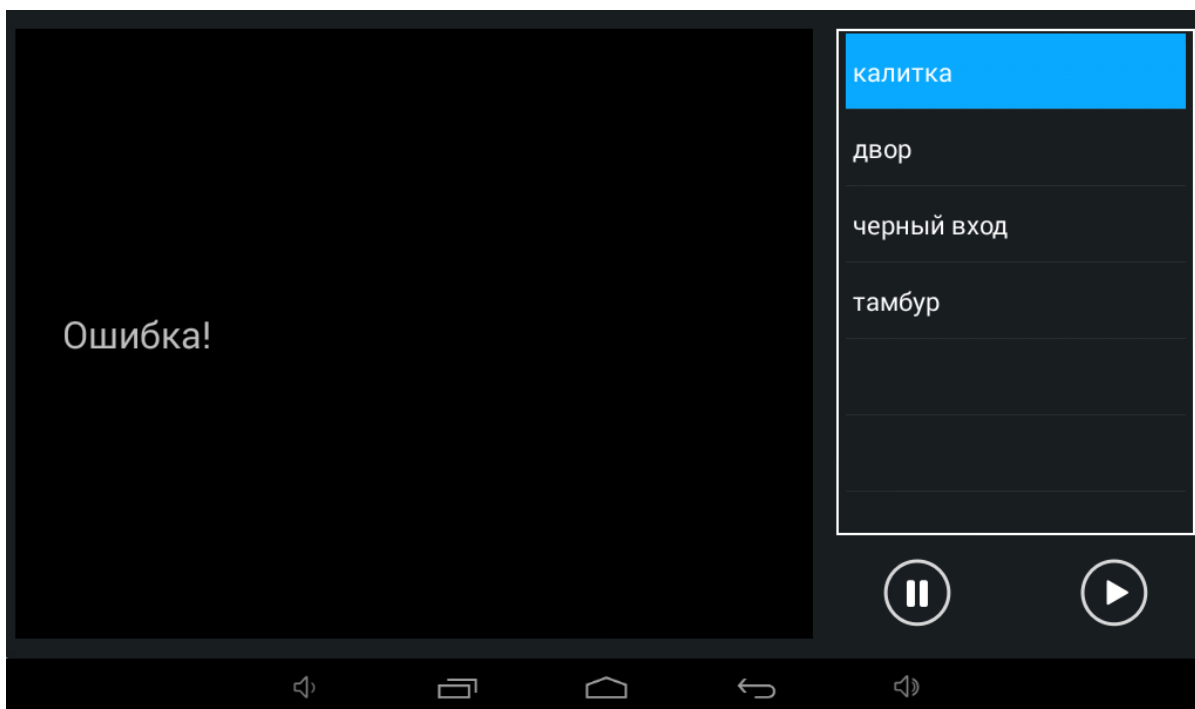 калитка
двор
черный вход
тамбур
Ошибка!